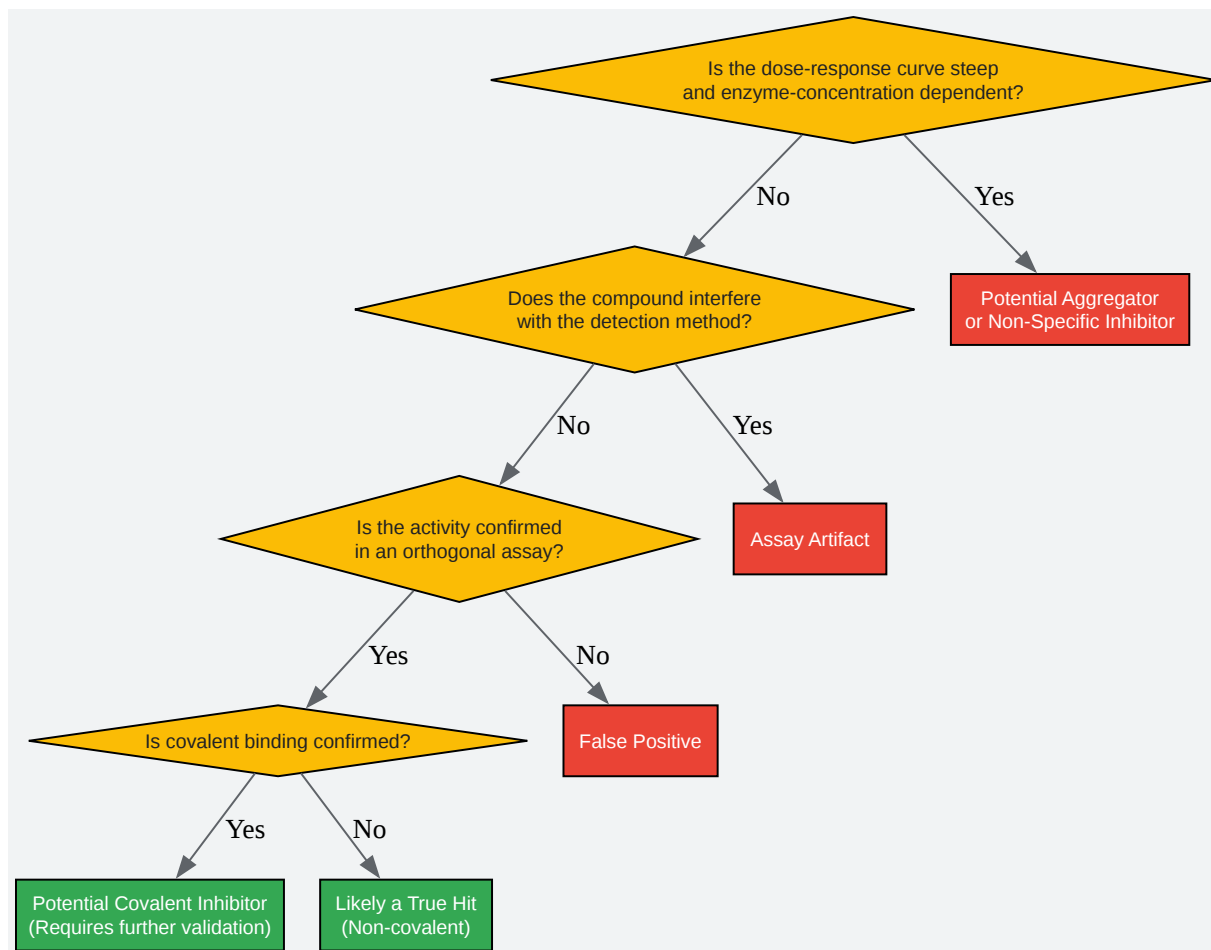 Is the dose-response curve steep
and enzyme-concentration dependent?
No
Yes
Does the compound interfere
with the detection method?
Potential Aggregator
or Non-Specific Inhibitor
No
Yes
Is the activity confirmed
in an orthogonal assay?
Assay Artifact
Yes
No
Is covalent binding confirmed?
False Positive
Yes
No
Potential Covalent Inhibitor
(Requires further validation)
Likely a True Hit
(Non-covalent)